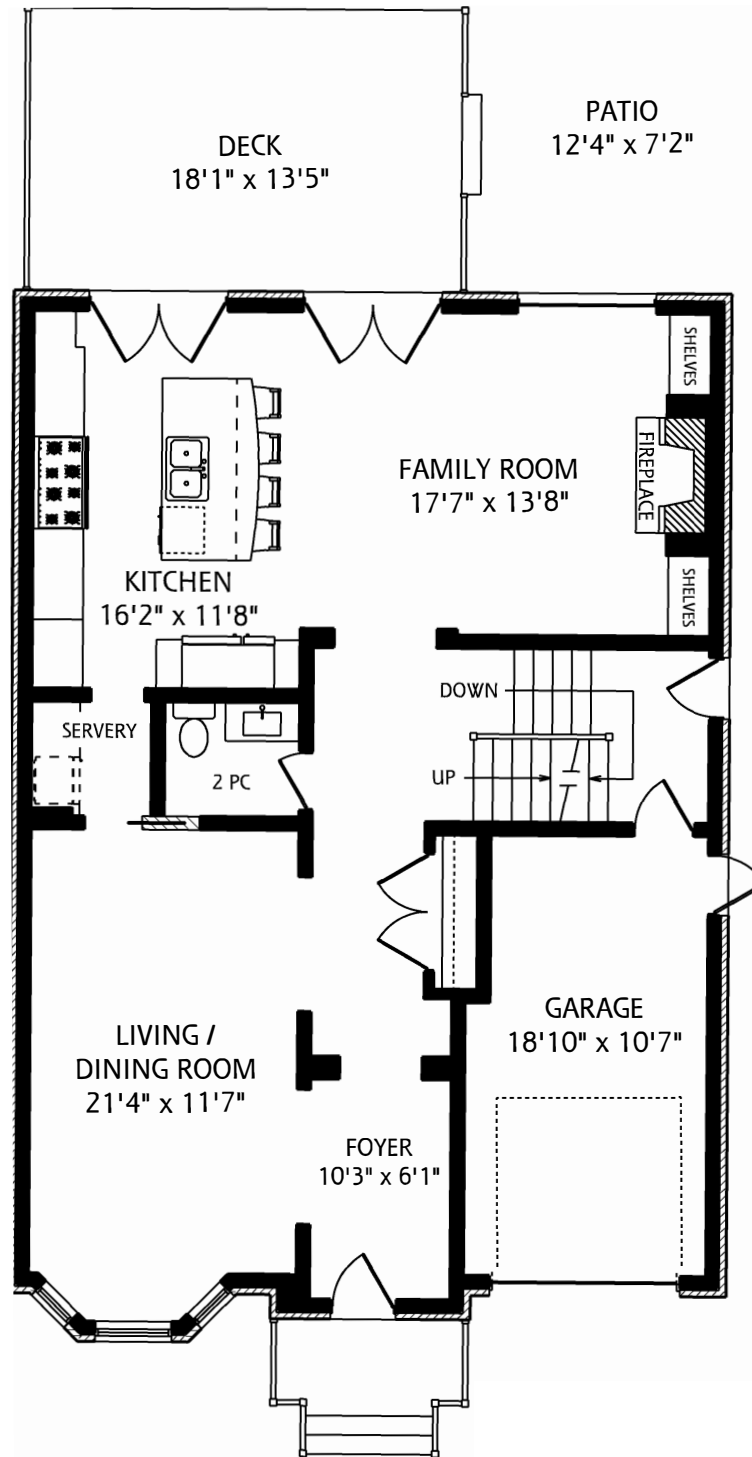 DECK
18'1" x 13'5"
PATIO
12'4" x 7'2"
SHELVES
FIREPLACE
FAMILY ROOM
17'7" x 13'8"
SHELVES
KITCHEN
16'2" x 11'8"
SERVERY
2 PC
DOWN
UP
LIVING /
DINING ROOM
21'4" x 11'7"
GARAGE
18'10" x 10'7"
FOYER
10'3" x 6'1"